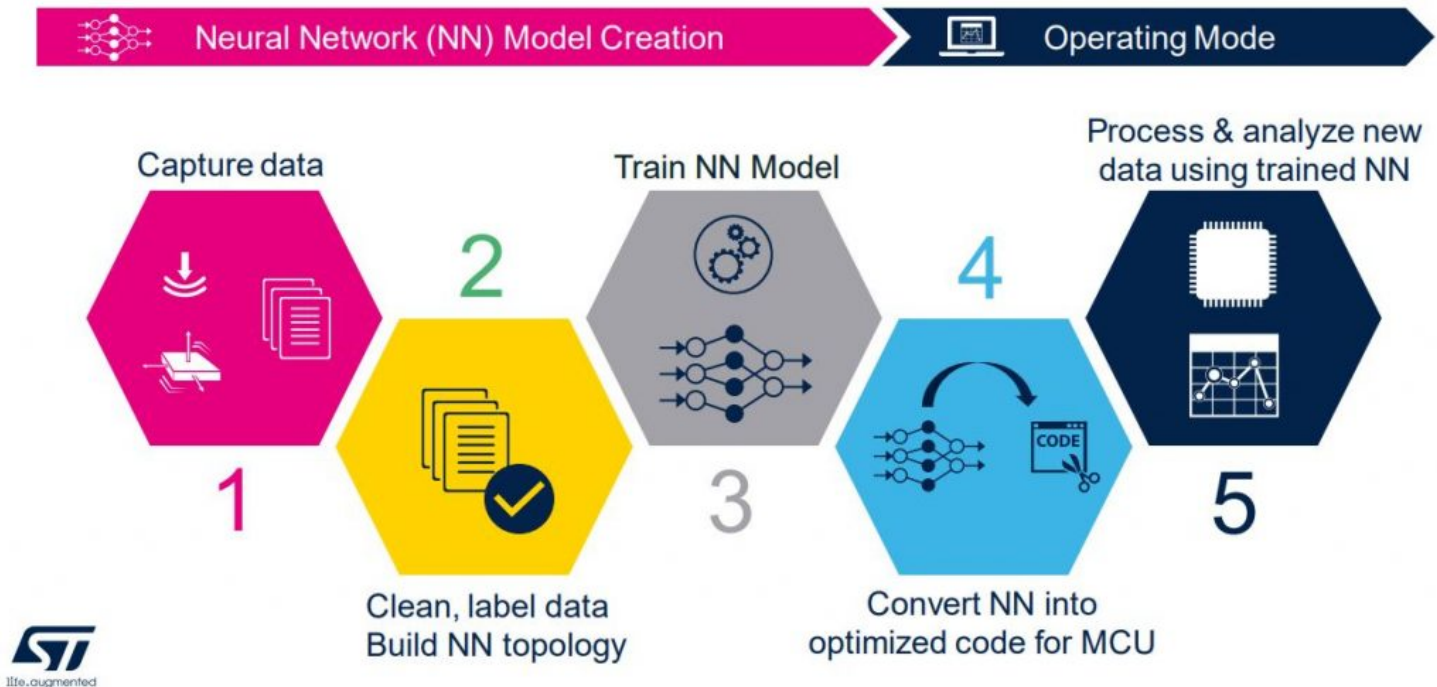 Neural Network (NN) Model Creation
Operating Mode
Capture data
1
2
Clean, label data
Build NN topology
Train NN Model
3
4
CODE
Convert NN into
optimized code for MCU
Process & analyze new
data using trained NN
5
ST
life.augmented